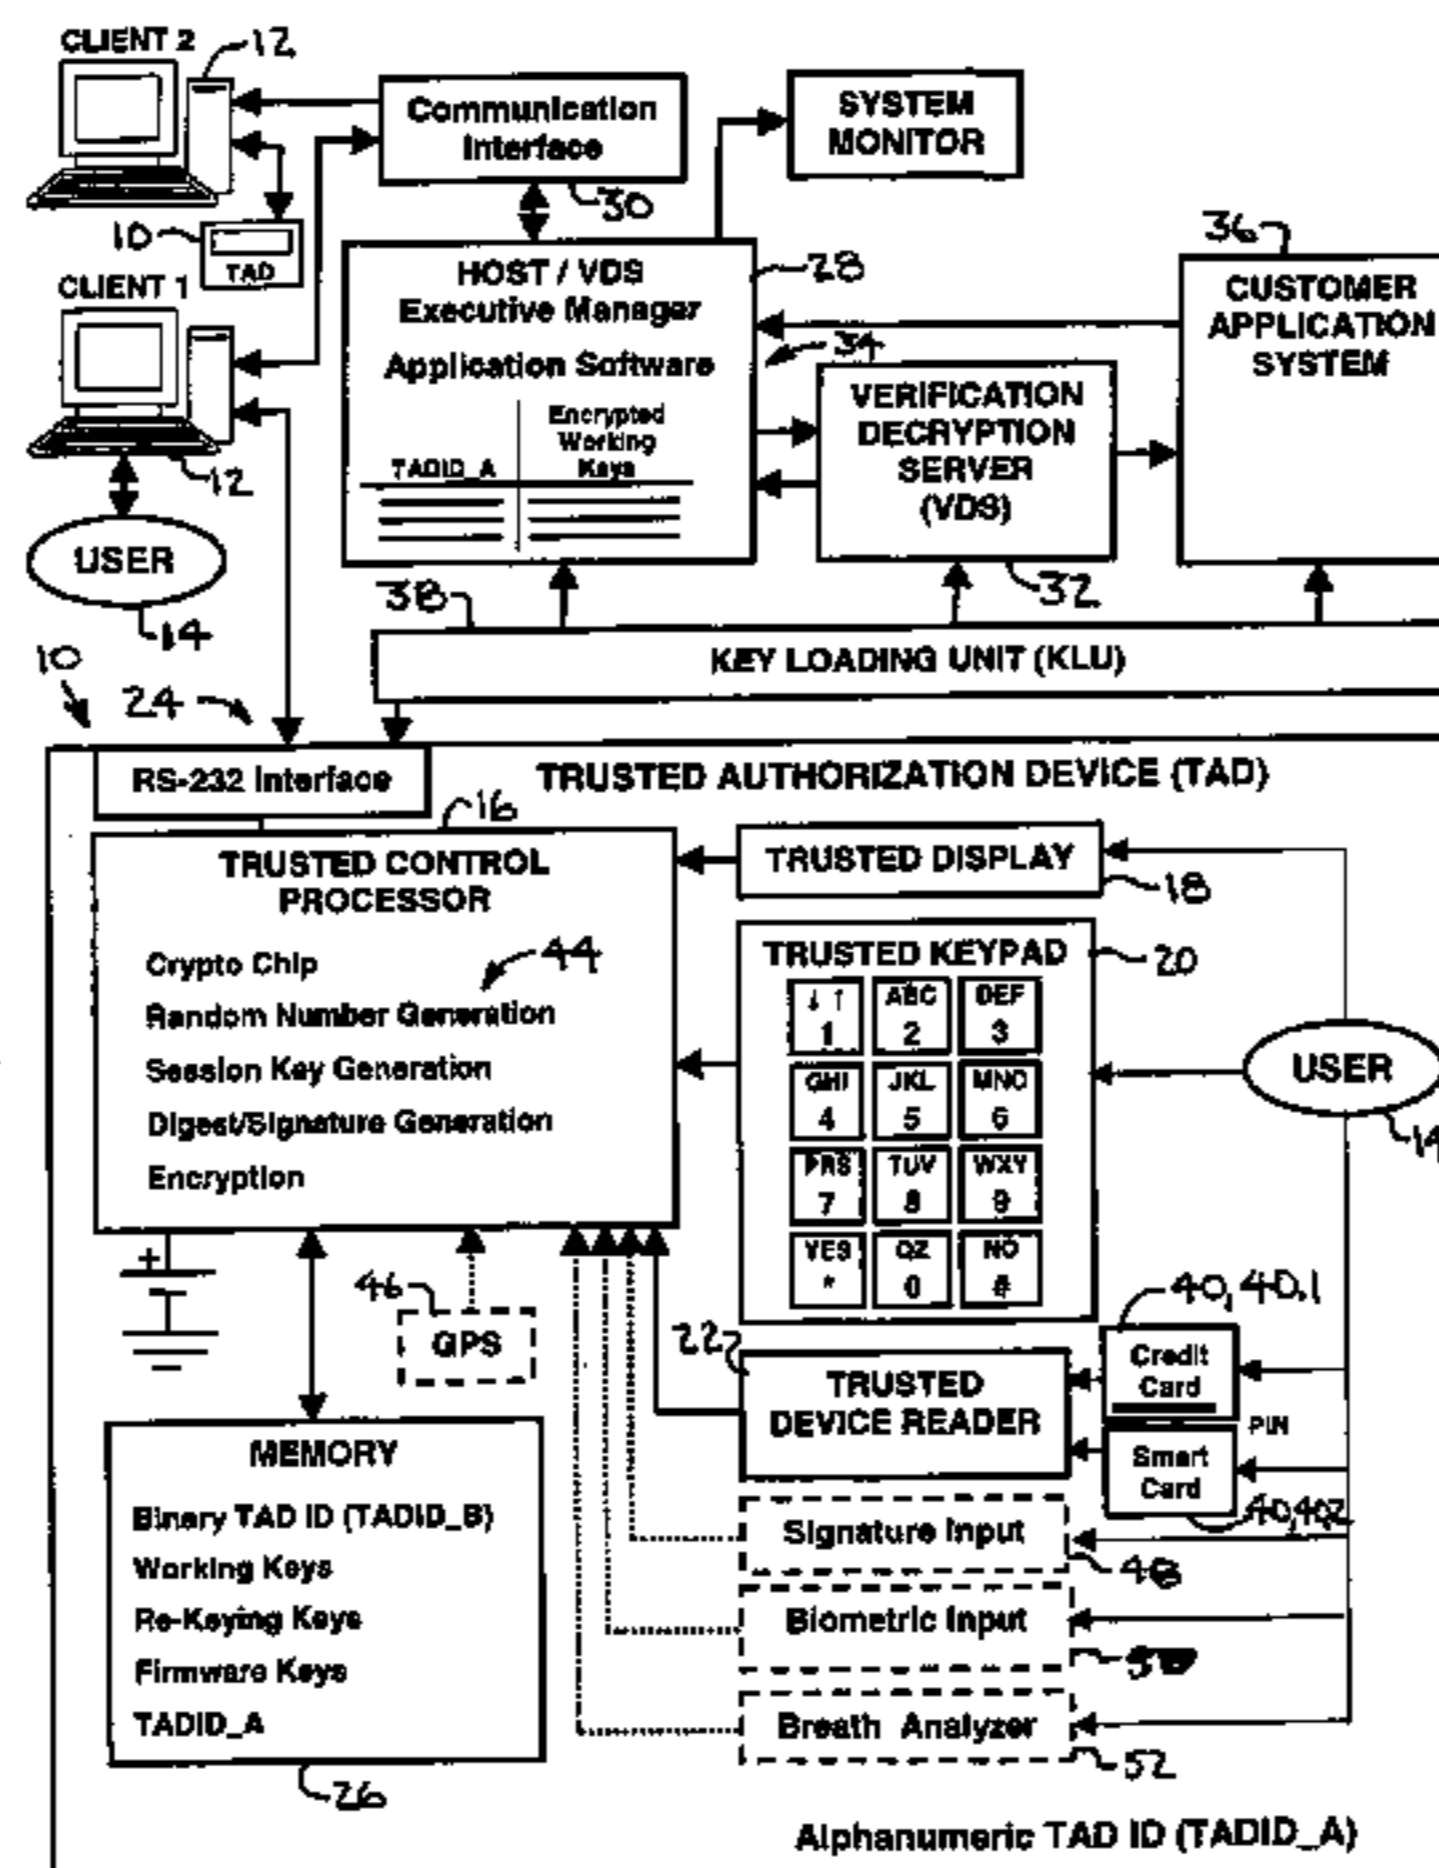 CLIENT 2
12
Communication
Interface
30
SYSTEM
MONITOR
10
TAD
CLIENT 1
12
USER
14
HOST / VDS
Executive Manager
Application Software
TADID_A
Encrypted
Working
Keys
28
34
VERIFICATION
DECRYPTION
SERVER
(VDS)
32
36
CUSTOMER
APPLICATION
SYSTEM
38
KEY LOADING UNIT (KLU)
10
24
RS-232 Interface
TRUSTED AUTHORIZATION DEVICE (TAD)
16
TRUSTED CONTROL
PROCESSOR
Crypto Chip
44
Random Number Generation
Session Key Generation
Digest/Signature Generation
Encryption
TRUSTED DISPLAY
18
TRUSTED KEYPAD
20
↓ ↑ ABC DEF
1 2 3
GHI JKL MNO
4 5 6
PRS TUV WXY
7 8 9
YES QZ NO
* 0 #
USER
14
+
46
GPS
22
TRUSTED
DEVICE READER
40, 40.1
Credit
Card
PIN
Smart
Card
40, 40.2
MEMORY
Binary TAD ID (TADID_B)
Working Keys
Re-Keying Keys
Firmware Keys
TADID_A
26
Signature Input
48
Biometric Input
50
Breath Analyzer
52
Alphanumeric TAD ID (TADID_A)